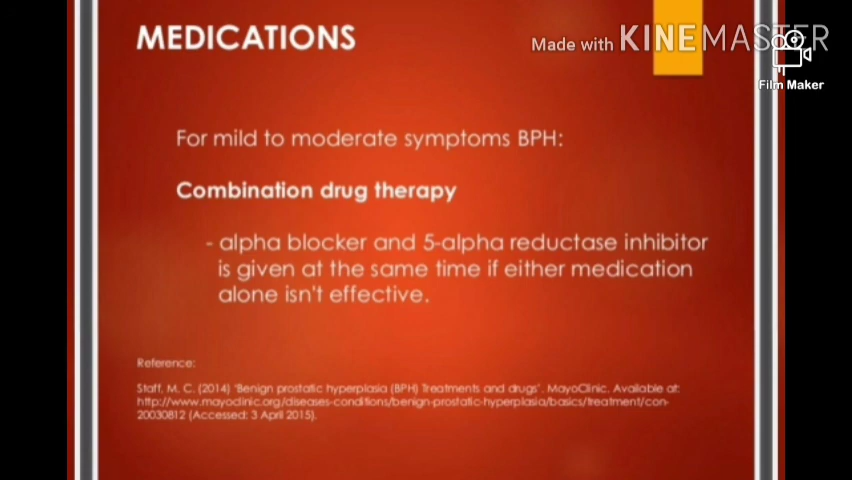 MEDICATIONS
Made with KINEMASTER
Film Maker
For mild to moderate symptoms BPH:
Combination drug therapy
- alpha blocker and 5-alpha reductase inhibitor
is given at the same time if either medication
alone isn't effective.
Reference:
Staff, M. C. (2014) 'Benign prostatic hyperplasia (BPH) Treatments and drugs'. MayoClinic. Available at:
http://www.mayoclinic.org/diseases-conditions/benign-prostatic-hyperplasia/basics/treatment/con-
20030812 (Accessed: 3 April 2015).